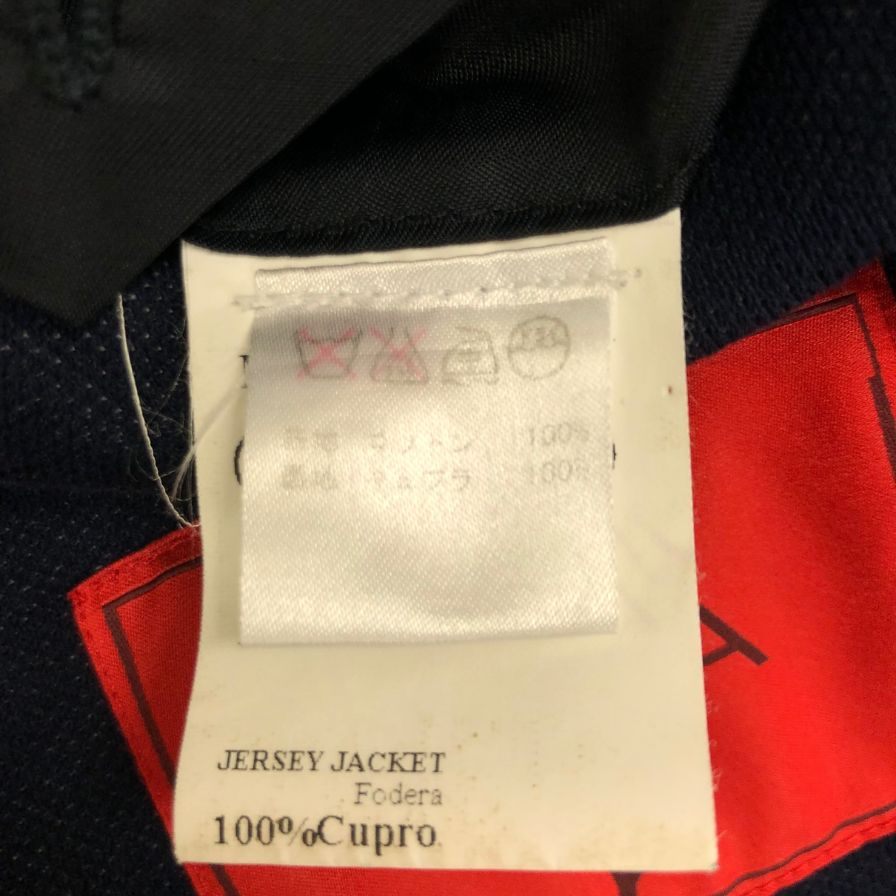 表地 コットン 100%
裏地 キュプラ 100%
JERSEY JACKET
Fodera
100%Cupro